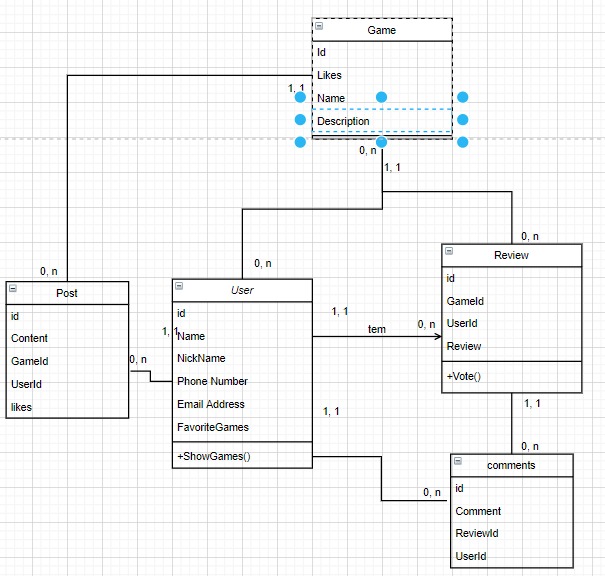 Game
Id
Likes
1, 1
Name
Description
0, n
1, 1
0, n
0, n
0, n
Post
id
Content
GameId
UserId
likes
User
id
1, 1
Name
NickName
0, n
Phone Number
Email Address
FavoriteGames
+ShowGames()
1, 1
tem
0, n
Review
id
GameId
UserId
Review
+Vote()
1, 1
1, 1
0, n
0, n
comments
id
Comment
ReviewId
UserId